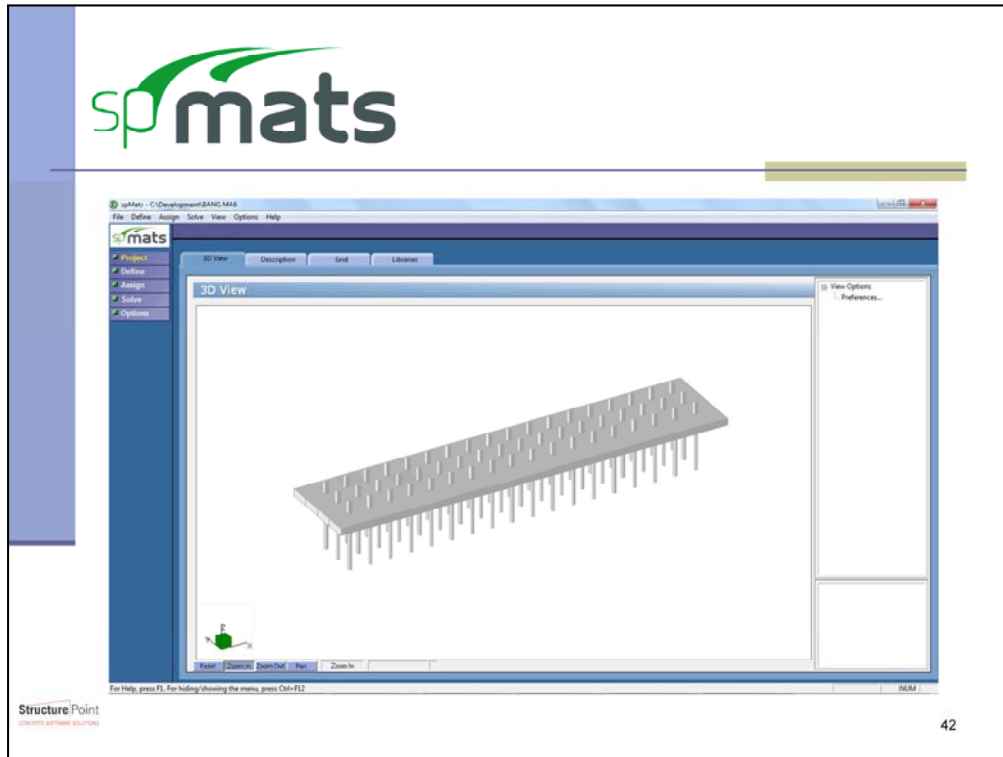 spmats
spMats - C:\Development\BANG.MA6
File Define Assign Solve View Options Help
spmats
Project
Define
Assign
Solve
Options
3D View Description Grid Libraries
3D View
View Options
Preferences...
Z
X
Reset Zoom In Zoom Out Pan Zoom In
For Help, press F1. For hiding/showing the menu, press Ctrl+F12
NUM
Structure Point
CONCRETE SOFTWARE SOLUTIONS
42